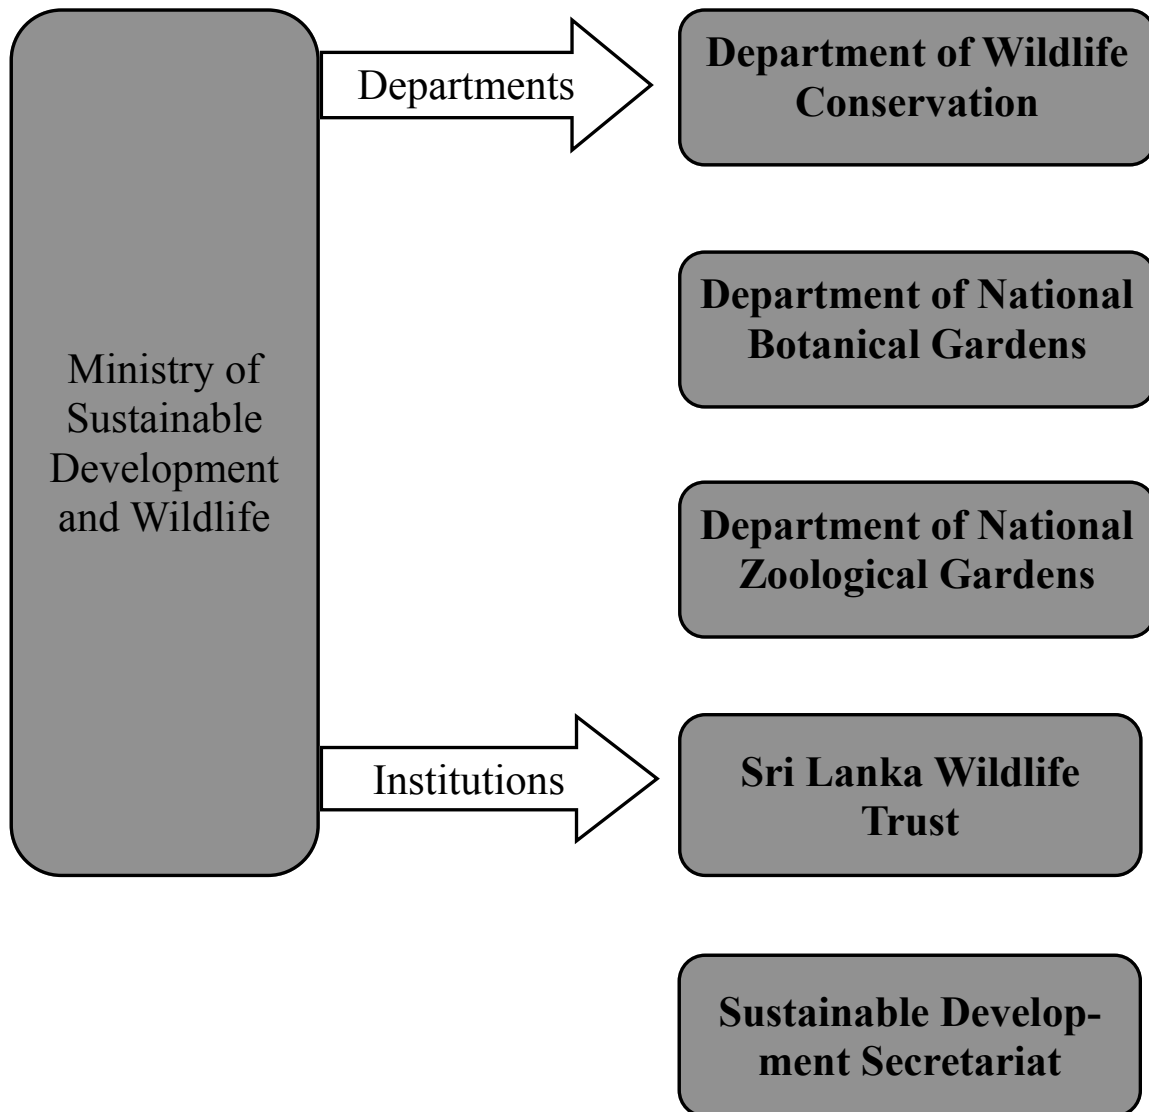 Ministry of
Sustainable
Development
and Wildlife
Departments
Department of Wildlife
Conservation
Department of National
Botanical Gardens
Department of National
Zoological Gardens
Institutions
Sri Lanka Wildlife
Trust
Sustainable Develop-
ment Secretariat